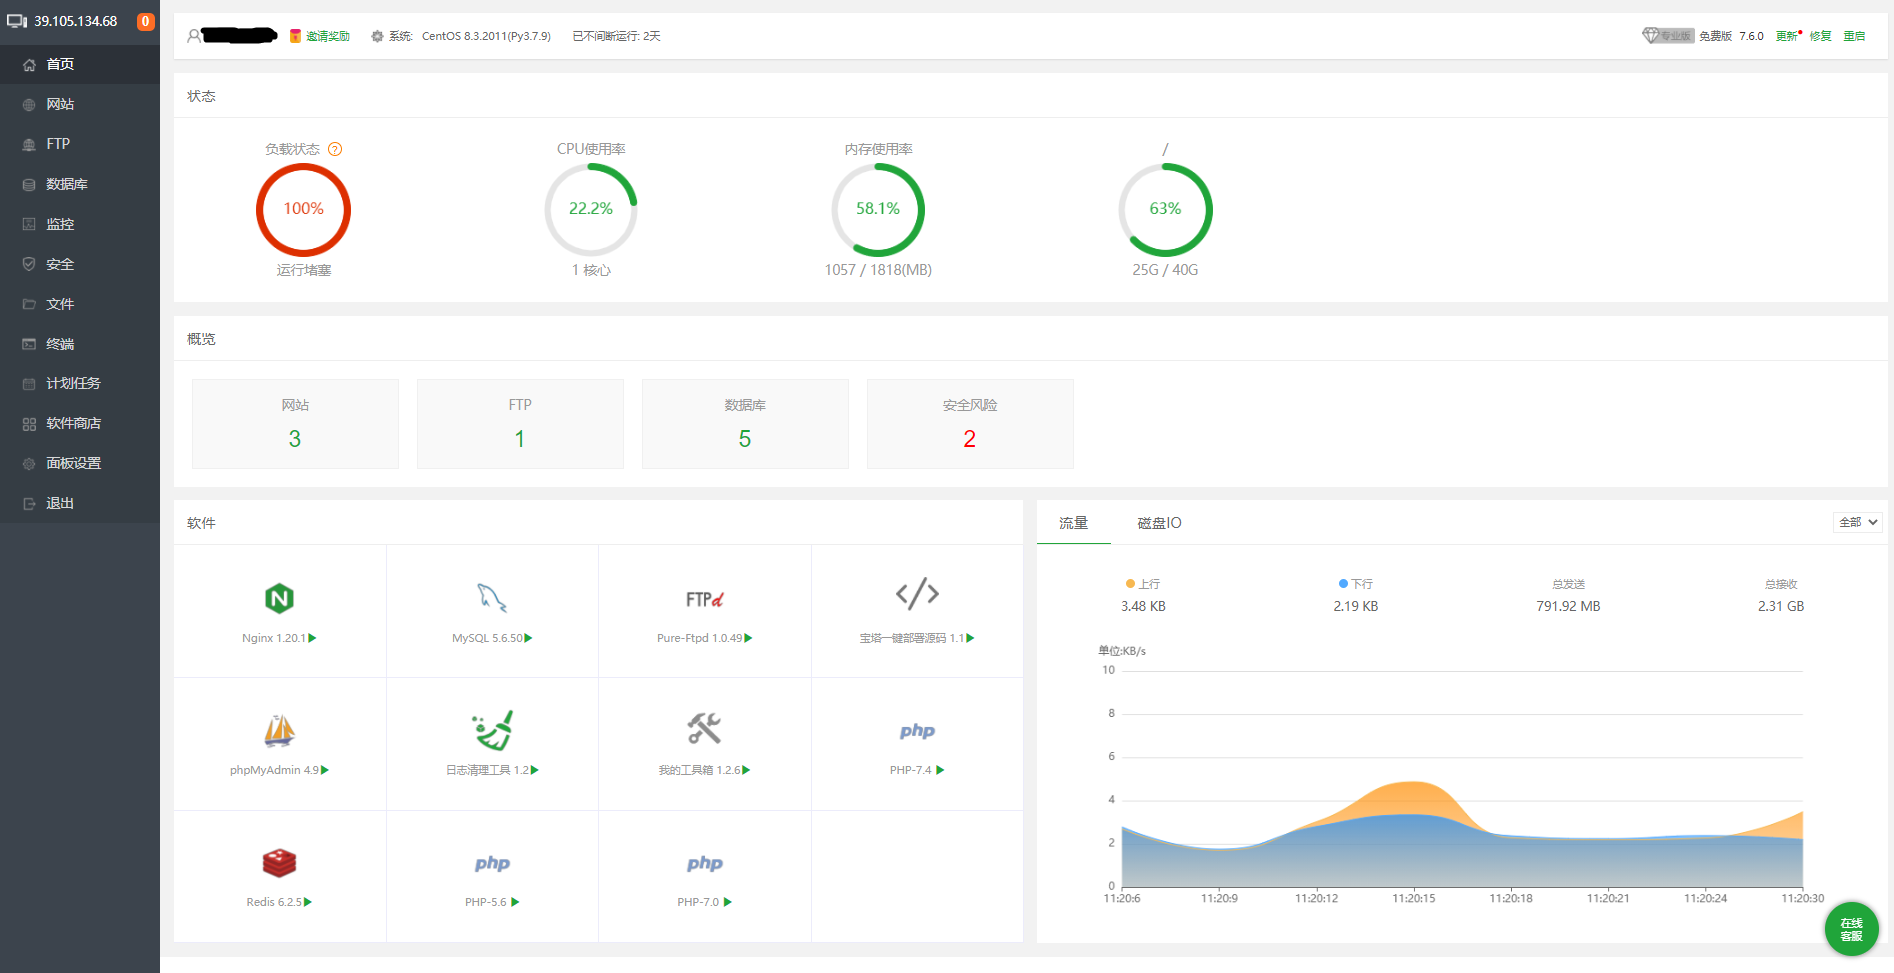 39.105.134.68 0
首页
网站
FTP
数据库
监控
安全
文件
终端
计划任务
软件商店
面板设置
退出
邀请奖励 系统: CentOS 8.3.2011(Py3.7.9) 已不间断运行: 2天
专业版 免费版 7.6.0 更新 修复 重启
状态
负载状态 ?
100%
运行堵塞
CPU使用率
22.2%
1 核心
内存使用率
58.1%
1057 / 1818(MB)
/
63%
25G / 40G
概览
网站
3
FTP
1
数据库
5
安全风险
2
软件
Nginx 1.20.1
MySQL 5.6.50
FTPd
Pure-Ftpd 1.0.49
</>
宝塔一键部署源码 1.1
phpMyAdmin 4.9
日志清理工具 1.2
我的工具箱 1.2.6
php
PHP-7.4
Redis 6.2.5
php
PHP-5.6
php
PHP-7.0
流量 磁盘IO 全部
上行
3.48 KB
下行
2.19 KB
总发送
791.92 MB
总接收
2.31 GB
单位:KB/s
10
8
6
4
2
0
11:20:6 11:20:9 11:20:12 11:20:15 11:20:18 11:20:21 11:20:24 11:20:30
在线
客服